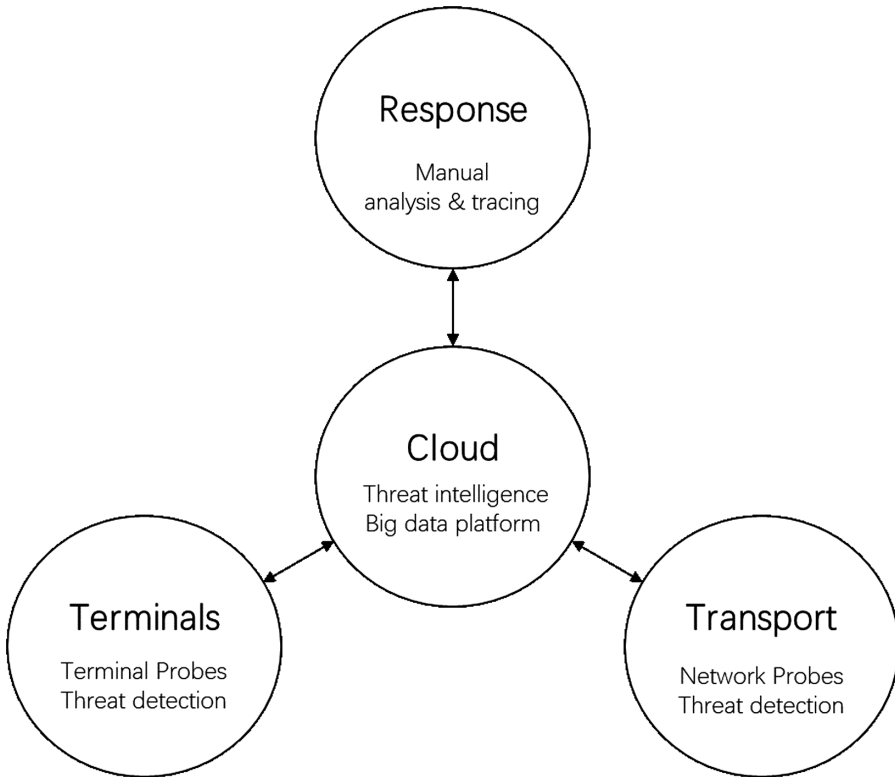 Response
Manual
analysis & tracing
Cloud
Threat intelligence
Big data platform
Terminals
Terminal Probes
Threat detection
Transport
Network Probes
Threat detection